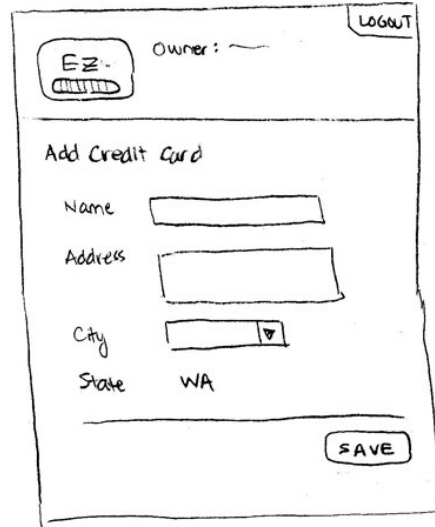 LOGOUT
Owner:
EZ
Add Credit Card
Name
Address
City
State WA
SAVE